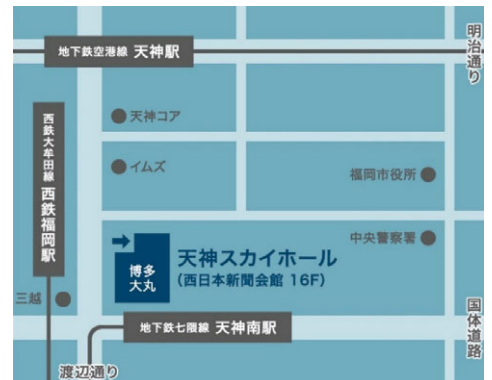 地下鉄空港線 天神駅
明治通り
天神コア
西鉄大牟田線 西鉄福岡駅
イムズ
福岡市役所
中央警察署
天神スカイホール
(西日本新聞会館 16F)
博多
大丸
三越
地下鉄七隈線 天神南駅
国体道路
渡辺通り